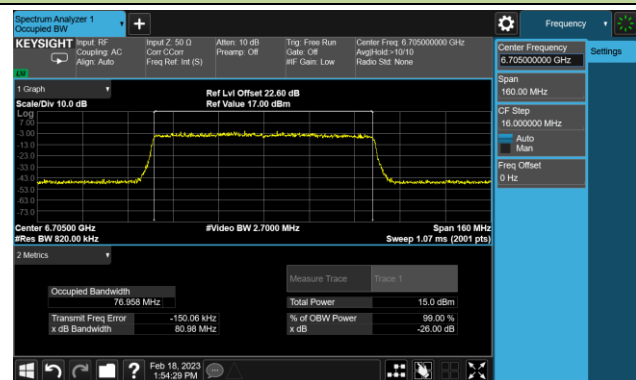 Spectrum Analyzer 1
Occupied BW
Frequency
KEYSIGHT
Input: RF
Coupling: AC
Align: Auto
Input Z: 50 Ω
Corr CCorr
Freq Ref: Int (S)
Atten: 10 dB
Preamp: Off
Trig: Free Run
Gate: Off
#IF Gain: Low
Center Freq: 6.705000000 GHz
Avg|Hold:>10/10
Radio Std: None
Center Frequency
6.705000000 GHz
Settings
Span
160.00 MHz
CF Step
16.000000 MHz
Auto
Man
Freq Offset
0 Hz
1 Graph
Scale/Div 10.0 dB
Ref Lvl Offset 22.60 dB
Ref Value 17.00 dBm
Log
7.00
-3.00
-13.0
-23.0
-33.0
-43.0
-53.0
-63.0
-73.0
Center 6.70500 GHz
#Video BW 2.7000 MHz
Span 160 MHz
#Res BW 820.00 kHz
Sweep 1.07 ms (2001 pts)
2 Metrics
Measure Trace
Trace 1
Occupied Bandwidth
76.958 MHz
Total Power
15.0 dBm
Transmit Freq Error
-150.06 kHz
% of OBW Power
99.00 %
x dB Bandwidth
80.98 MHz
x dB
-26.00 dB
Feb 18, 2023
1:54:29 PM